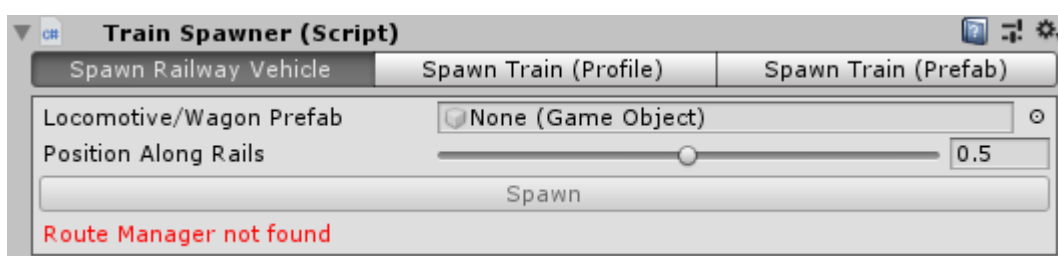 c# Train Spawner (Script)
Spawn Railway Vehicle Spawn Train (Profile) Spawn Train (Prefab)
Locomotive/Wagon Prefab None (Game Object)
Position Along Rails 0.5
Spawn
Route Manager not found